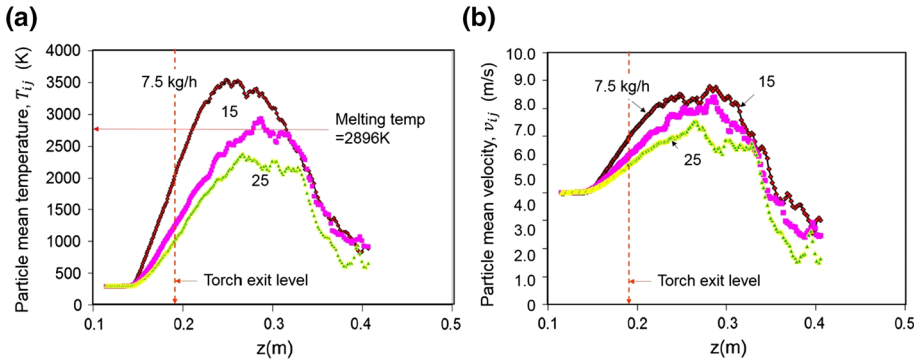 (a)
Particle mean temperature, T_ij (K)
4000
3500
3000
2500
2000
1500
1000
500
0
7.5 kg/h
15
25
Melting temp
=2896K
Torch exit level
0.1
0.2
0.3
0.4
0.5
z(m)
(b)
Particle mean velocity, v_ij (m/s)
10.0
9.0
8.0
7.0
6.0
5.0
4.0
3.0
2.0
1.0
0.0
7.5 kg/h
15
25
Torch exit level
0.1
0.2
0.3
0.4
0.5
z(m)